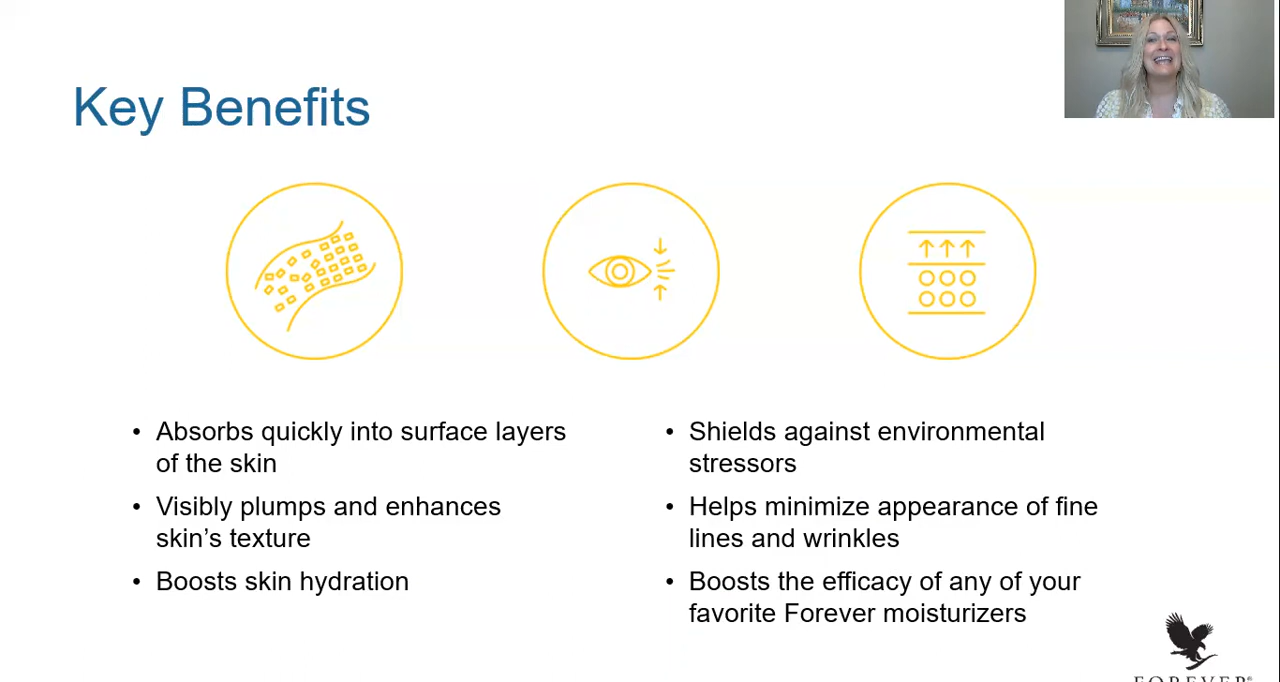 Key Benefits
• Absorbs quickly into surface layers
of the skin
• Visibly plumps and enhances
skin’s texture
• Boosts skin hydration
• Shields against environmental
stressors
• Helps minimize appearance of fine
lines and wrinkles
• Boosts the efficacy of any of your
favorite Forever moisturizers
FOREVER®